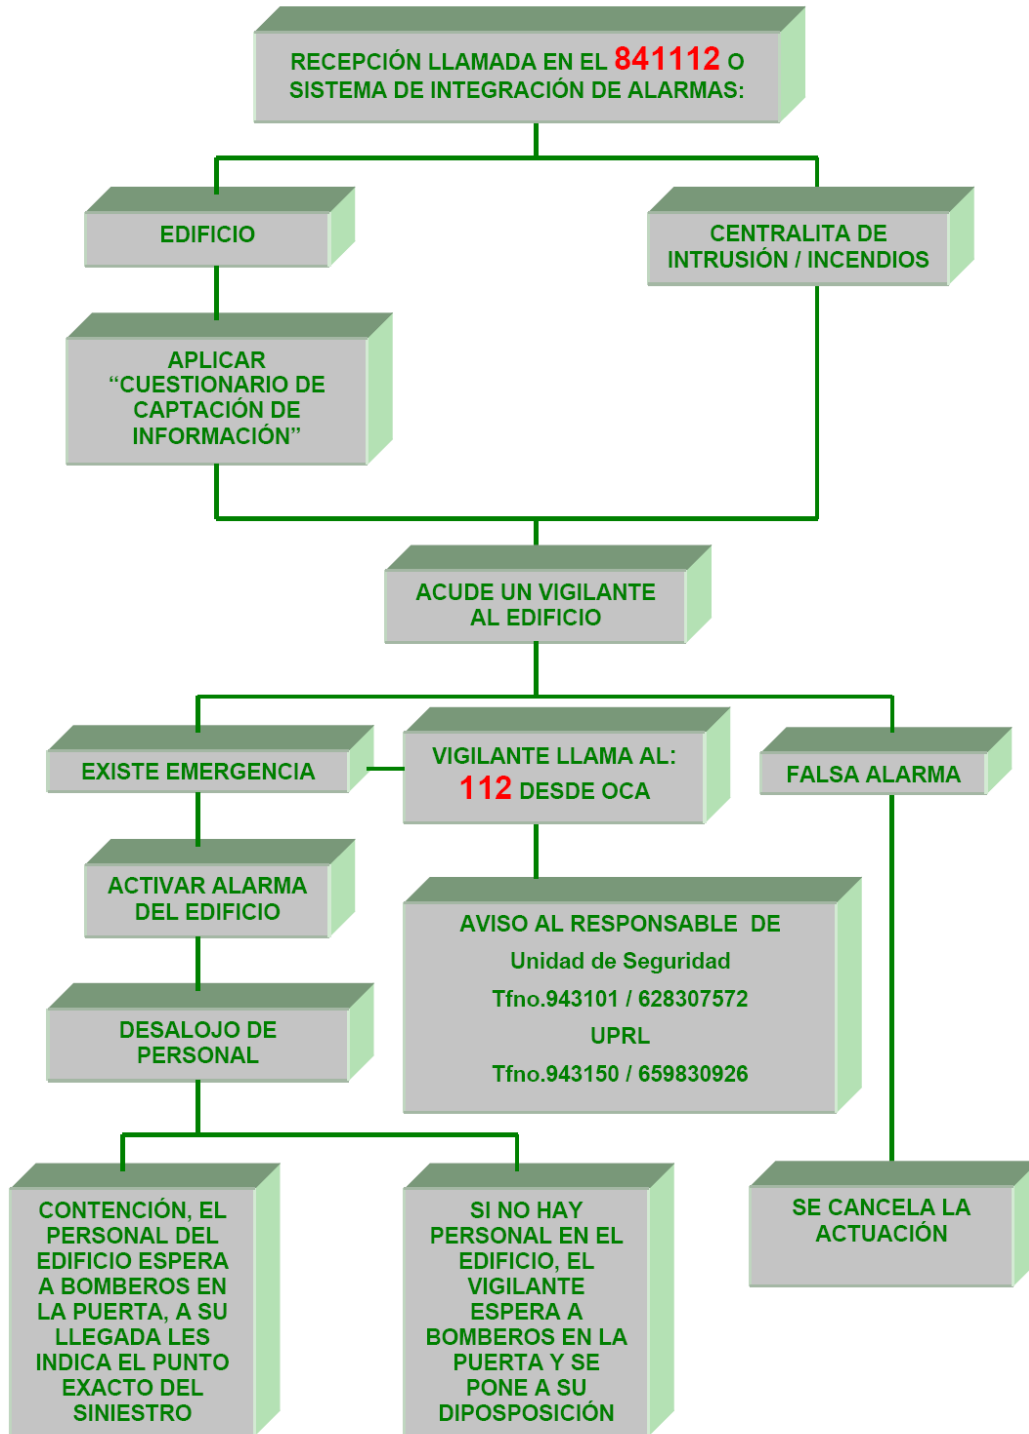 RECEPCIÓN LLAMADA EN EL 841112 O
SISTEMA DE INTEGRACIÓN DE ALARMAS:
EDIFICIO
CENTRALITA DE
INTRUSIÓN / INCENDIOS
APLICAR
“CUESTIONARIO DE
CAPTACIÓN DE
INFORMACIÓN”
ACUDE UN VIGILANTE
AL EDIFICIO
EXISTE EMERGENCIA
VIGILANTE LLAMA AL:
112 DESDE OCA
FALSA ALARMA
ACTIVAR ALARMA
DEL EDIFICIO
AVISO AL RESPONSABLE DE
Unidad de Seguridad
Tfno.943101 / 628307572
UPRL
Tfno.943150 / 659830926
DESALOJO DE
PERSONAL
CONTENCIÓN, EL
PERSONAL DEL
EDIFICIO ESPERA
A BOMBEROS EN
LA PUERTA, A SU
LLEGADA LES
INDICA EL PUNTO
EXACTO DEL
SINIESTRO
SI NO HAY
PERSONAL EN EL
EDIFICIO, EL
VIGILANTE
ESPERA A
BOMBEROS EN LA
PUERTA Y SE
PONE A SU
DIPOSPOSICIÓN
SE CANCELA LA
ACTUACIÓN